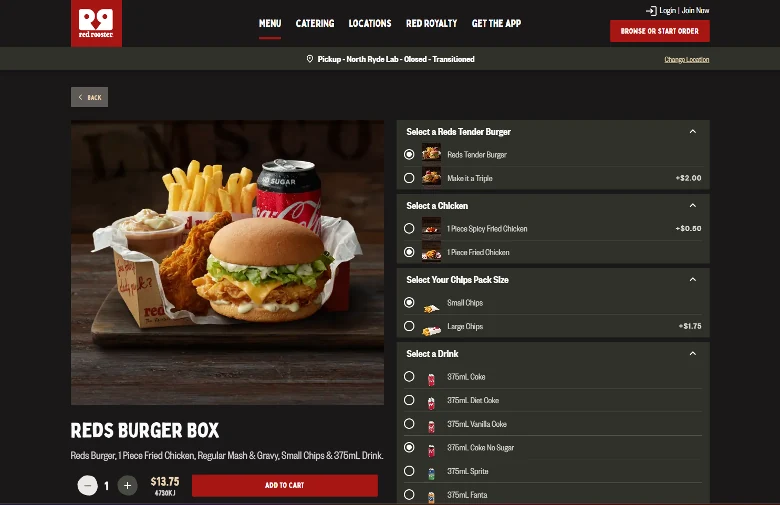 red rooster
MENU
CATERING
LOCATIONS
RED ROYALTY
GET THE APP
Login | Join Now
BROWSE OR START ORDER
Pickup - North Ryde Lab - Closed - Transitioned
Change Location
BACK
Select a Reds Tender Burger
Reds Tender Burger
Make it a Triple +$2.00
Select a Chicken
1 Piece Spicy Fried Chicken +$0.50
1 Piece Fried Chicken
Select Your Chips Pack Size
Small Chips
Large Chips +$1.75
Select a Drink
375mL Coke
375mL Diet Coke
375mL Vanilla Coke
375mL Coke No Sugar
375mL Sprite
375mL Fanta
SUGAR
Coca-Cola
red
REDS BURGER BOX
Reds Burger, 1 Piece Fried Chicken, Regular Mash & Gravy, Small Chips & 375mL Drink.
1
$13.75
4730KJ
ADD TO CART